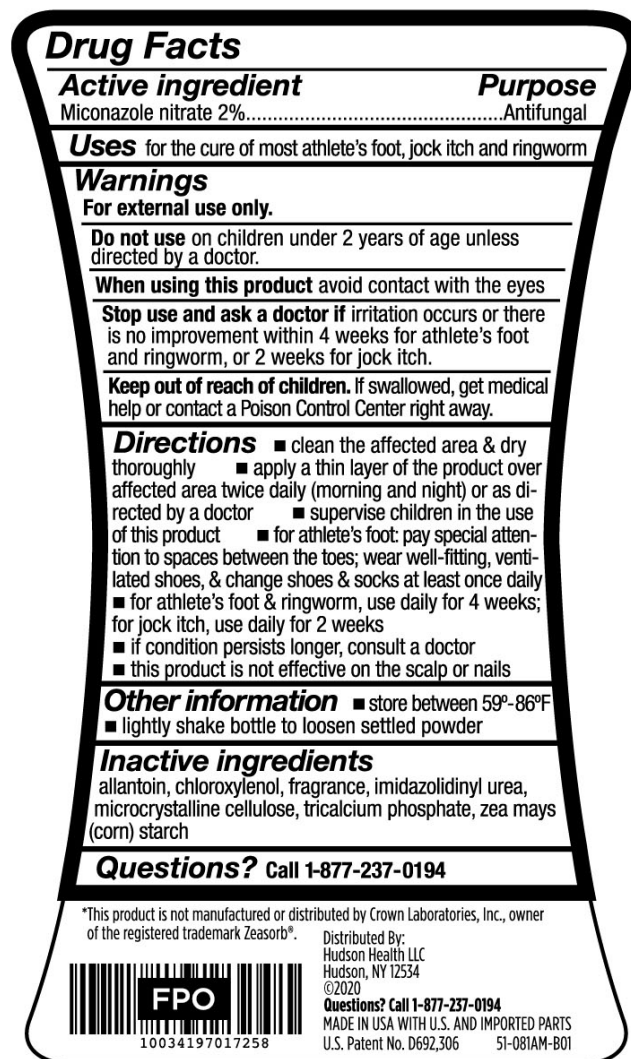 Drug Facts
Active ingredient Purpose
Miconazole nitrate 2%................................................Antifungal
Uses for the cure of most athlete's foot, jock itch and ringworm
Warnings
For external use only.
Do not use on children under 2 years of age unless
directed by a doctor.
When using this product avoid contact with the eyes
Stop use and ask a doctor if irritation occurs or there
is no improvement within 4 weeks for athlete's foot
and ringworm, or 2 weeks for jock itch.
Keep out of reach of children. If swallowed, get medical
help or contact a Poison Control Center right away.
Directions ■ clean the affected area & dry
thoroughly ■ apply a thin layer of the product over
affected area twice daily (morning and night) or as di-
rected by a doctor ■ supervise children in the use
of this product ■ for athlete's foot: pay special atten-
tion to spaces between the toes; wear well-fitting, venti-
lated shoes, & change shoes & socks at least once daily
■ for athlete's foot & ringworm, use daily for 4 weeks;
for jock itch, use daily for 2 weeks
■ if condition persists longer, consult a doctor
■ this product is not effective on the scalp or nails
Other information ■ store between 59º-86ºF
■ lightly shake bottle to loosen settled powder
Inactive ingredients
allantoin, chloroxylenol, fragrance, imidazolidinyl urea,
microcrystalline cellulose, tricalcium phosphate, zea mays
(corn) starch
Questions? Call 1-877-237-0194
*This product is not manufactured or distributed by Crown Laboratories, Inc., owner
of the registered trademark Zeasorb®.
Distributed By:
Hudson Health LLC
Hudson, NY 12534
©2020
Questions? Call 1-877-237-0194
MADE IN USA WITH U.S. AND IMPORTED PARTS
U.S. Patent No. D692,306 51-081AM-B01
FPO
10034197017258